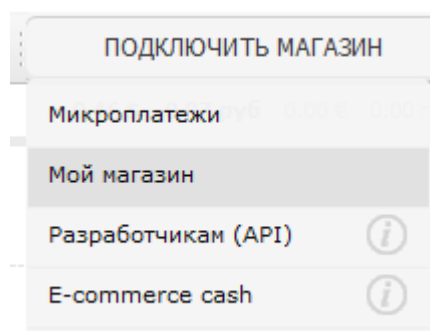 ПОДКЛЮЧИТЬ МАГАЗИН
Микроплатежи
Мой магазин
Разработчикам (API)
E-commerce cash